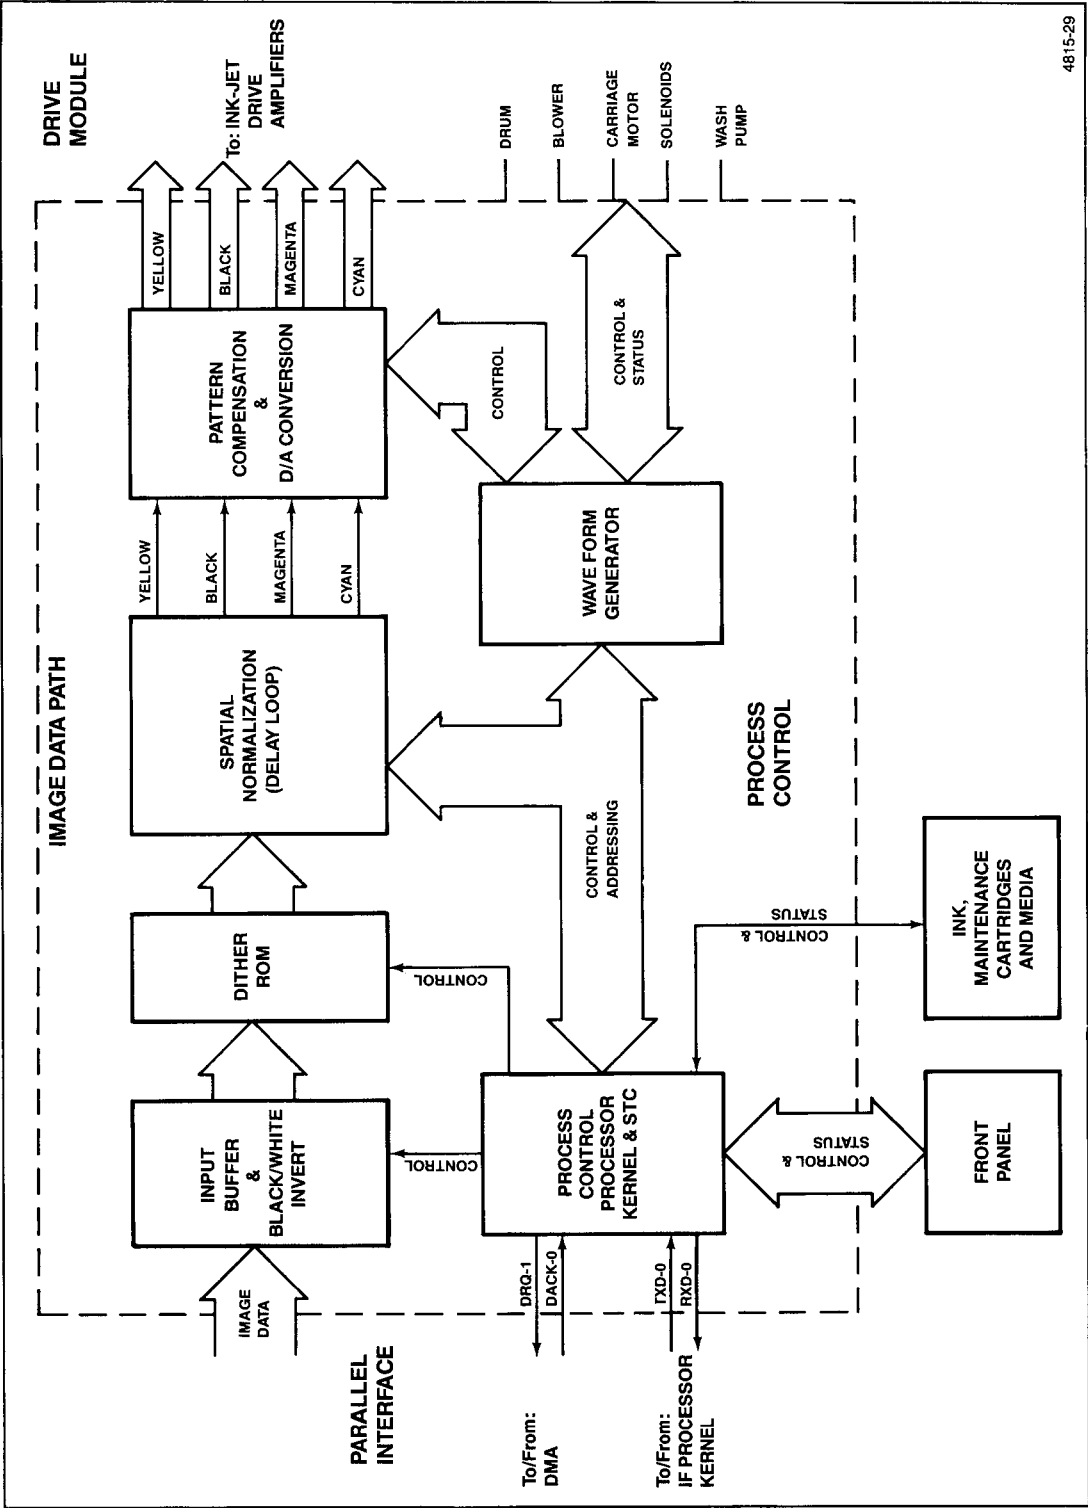 DRIVE
MODULE
To: INK-JET
DRIVE
AMPLIFIERS
IMAGE DATA PATH
PARALLEL
INTERFACE
IMAGE
DATA
INPUT
BUFFER
&
BLACK/WHITE
INVERT
DITHER
ROM
SPATIAL
NORMALIZATION
(DELAY LOOP)
YELLOW
BLACK
MAGENTA
CYAN
PATTERN
COMPENSATION
&
D/A CONVERSION
YELLOW
BLACK
MAGENTA
CYAN
CONTROL
CONTROL
CONTROL
To/From:
DMA
DRQ-1
DACK-0
To/From:
IF PROCESSOR
KERNEL
TXD-0
RXD-0
PROCESS
CONTROL
PROCESSOR
KERNEL & STC
CONTROL &
ADDRESSING
WAVE FORM
GENERATOR
CONTROL &
STATUS
DRUM
BLOWER
CARRIAGE
MOTOR
SOLENOIDS
WASH
PUMP
PROCESS
CONTROL
CONTROL &
STATUS
CONTROL &
STATUS
FRONT
PANEL
INK,
MAINTENANCE
CARTRIDGES
AND MEDIA
4815-29